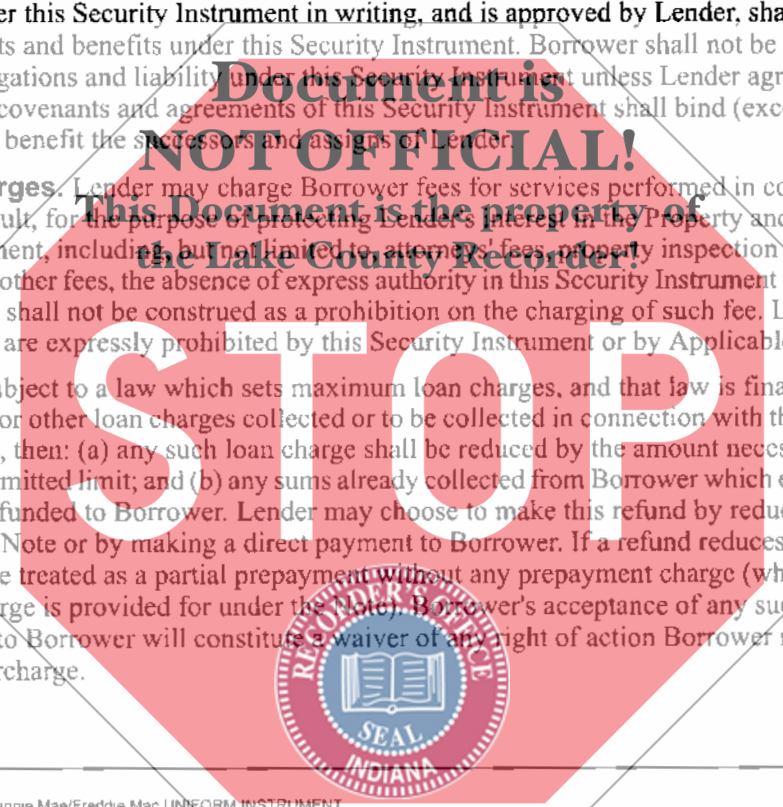 er this Security Instrument in writing, and is approved by Lender, sha
ts and benefits under this Security Instrument. Borrower shall not be
gations and liability under this Security Instrument unless Lender agr
covenants and agreements of this Security Instrument shall bind (exc
benefit the successors and assigns of Lender.
Document is
NOT OFFICIAL!
This Document is the property of
the Lake County Recorder!
rges. Lender may charge Borrower fees for services performed in co
ult, for the purpose of protecting Lender's interest in the Property and
ment, including, but not limited to, attorneys' fees, property inspection
other fees, the absence of express authority in this Security Instrument
shall not be construed as a prohibition on the charging of such fee. L
are expressly prohibited by this Security Instrument or by Applicable
STOP
bject to a law which sets maximum loan charges, and that law is fina
or other loan charges collected or to be collected in connection with th
, then: (a) any such loan charge shall be reduced by the amount neces
mitted limit; and (b) any sums already collected from Borrower which e
funded to Borrower. Lender may choose to make this refund by reduc
Note or by making a direct payment to Borrower. If a refund reduces
e treated as a partial prepayment without any prepayment charge (wh
rge is provided for under the Note). Borrower's acceptance of any suc
to Borrower will constitute a waiver of any right of action Borrower
rcharge.
RECORDER'S OFFICE
SEAL
INDIANA
annie Mae/Freddie Mac UNIFORM INSTRUMENT